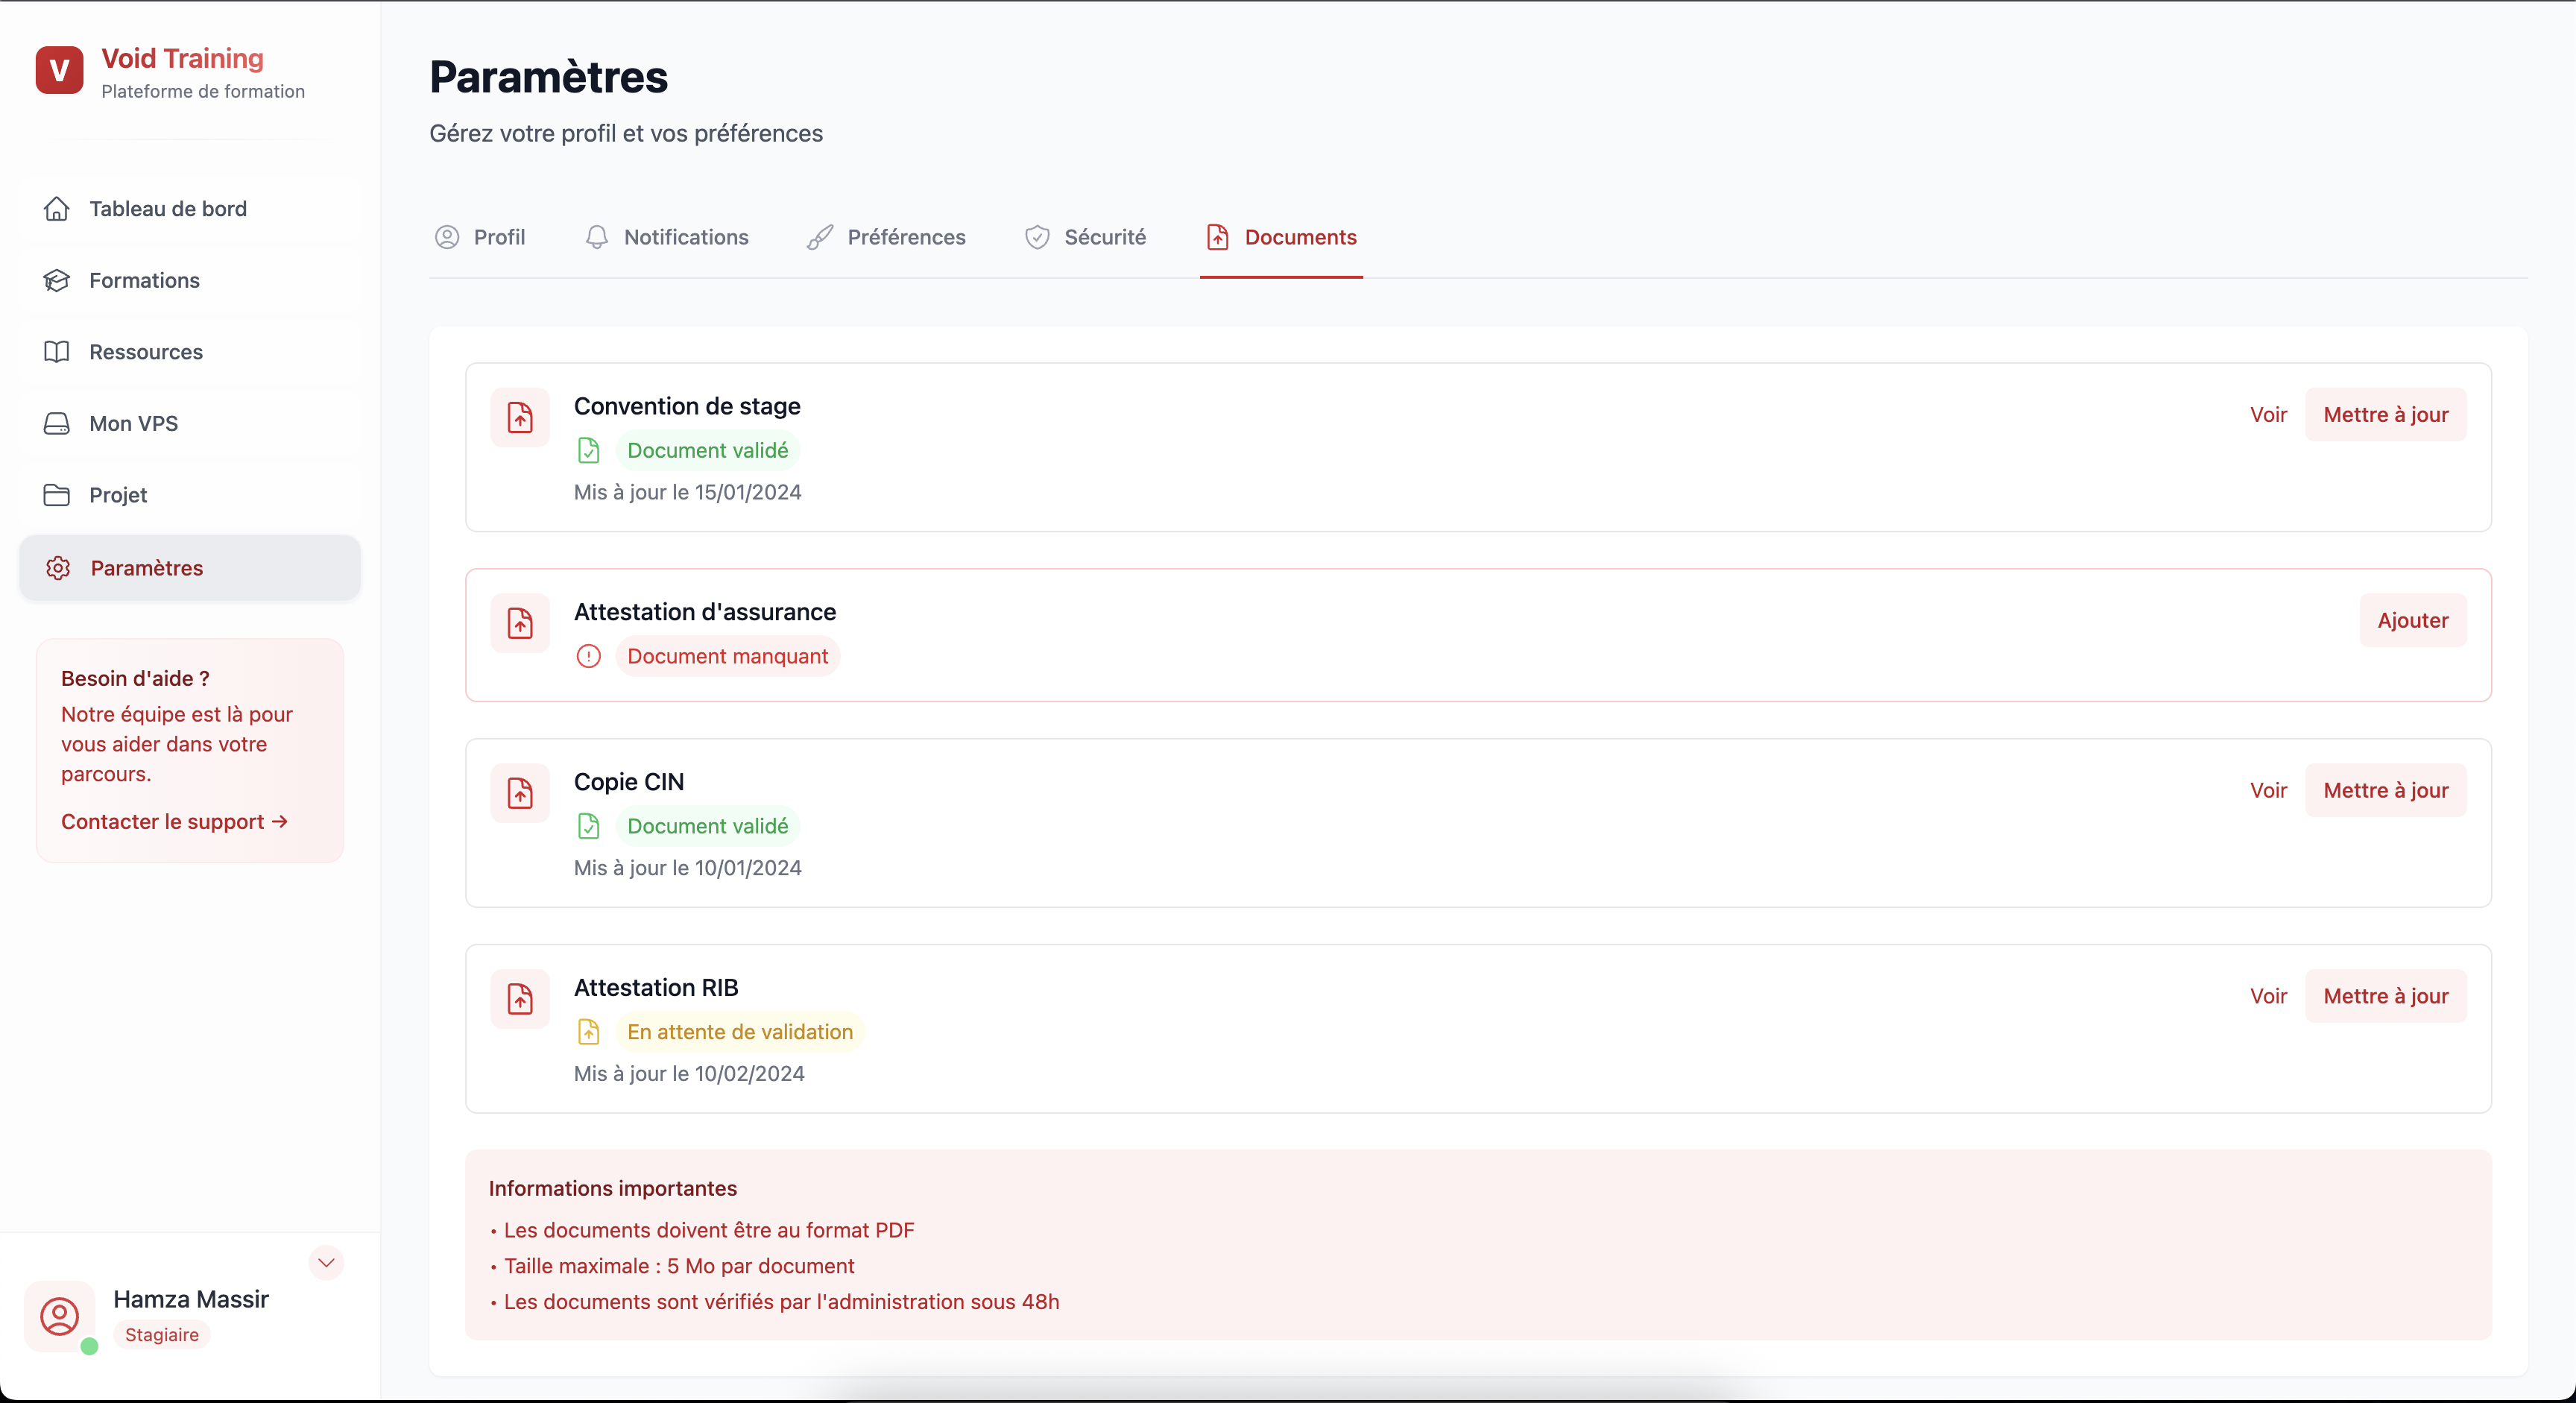 V
Void Training
Plateforme de formation
Tableau de bord
Formations
Ressources
Mon VPS
Projet
Paramètres
Besoin d'aide ?
Notre équipe est là pour
vous aider dans votre
parcours.
Contacter le support →
Hamza Massir
Stagiaire
Paramètres
Gérez votre profil et vos préférences
Profil Notifications Préférences Sécurité Documents
Convention de stage
Document validé
Mis à jour le 15/01/2024
Voir Mettre à jour
Attestation d'assurance
Document manquant
Ajouter
Copie CIN
Document validé
Mis à jour le 10/01/2024
Voir Mettre à jour
Attestation RIB
En attente de validation
Mis à jour le 10/02/2024
Voir Mettre à jour
Informations importantes
• Les documents doivent être au format PDF
• Taille maximale : 5 Mo par document
• Les documents sont vérifiés par l'administration sous 48h